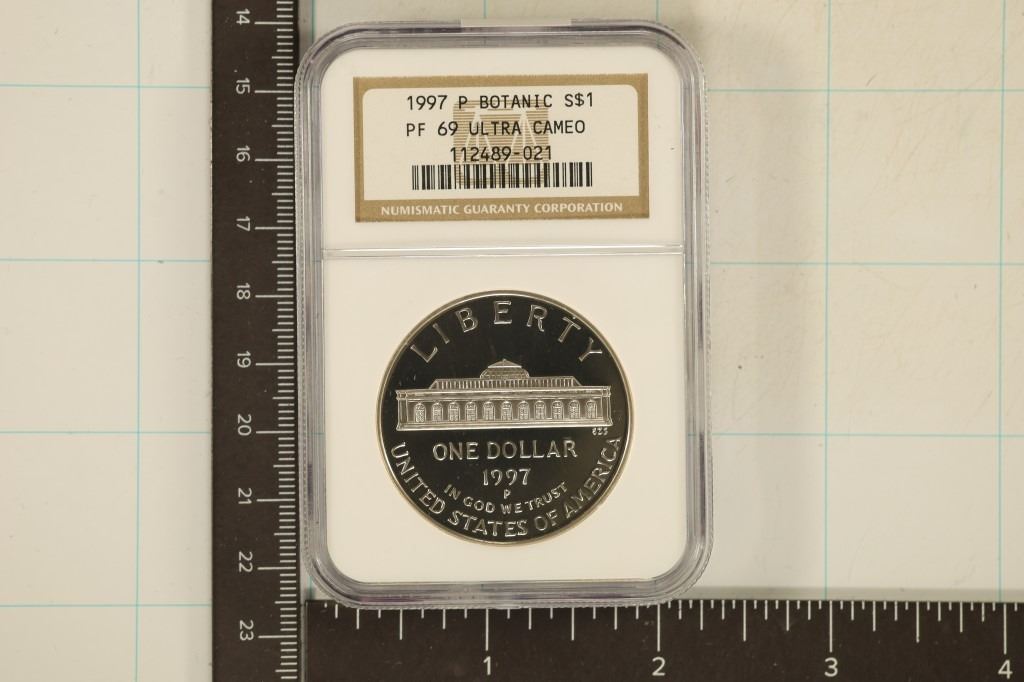 1997 P BOTANIC S$1
PF 69 ULTRA CAMEO
112489-021
NUMISMATIC GUARANTY CORPORATION
LIBERTY
ONE DOLLAR
1997
P
IN GOD WE TRUST
UNITED STATES OF AMERICA
14
15
16
17
18
19
20
21
22
23
1 2 3 4